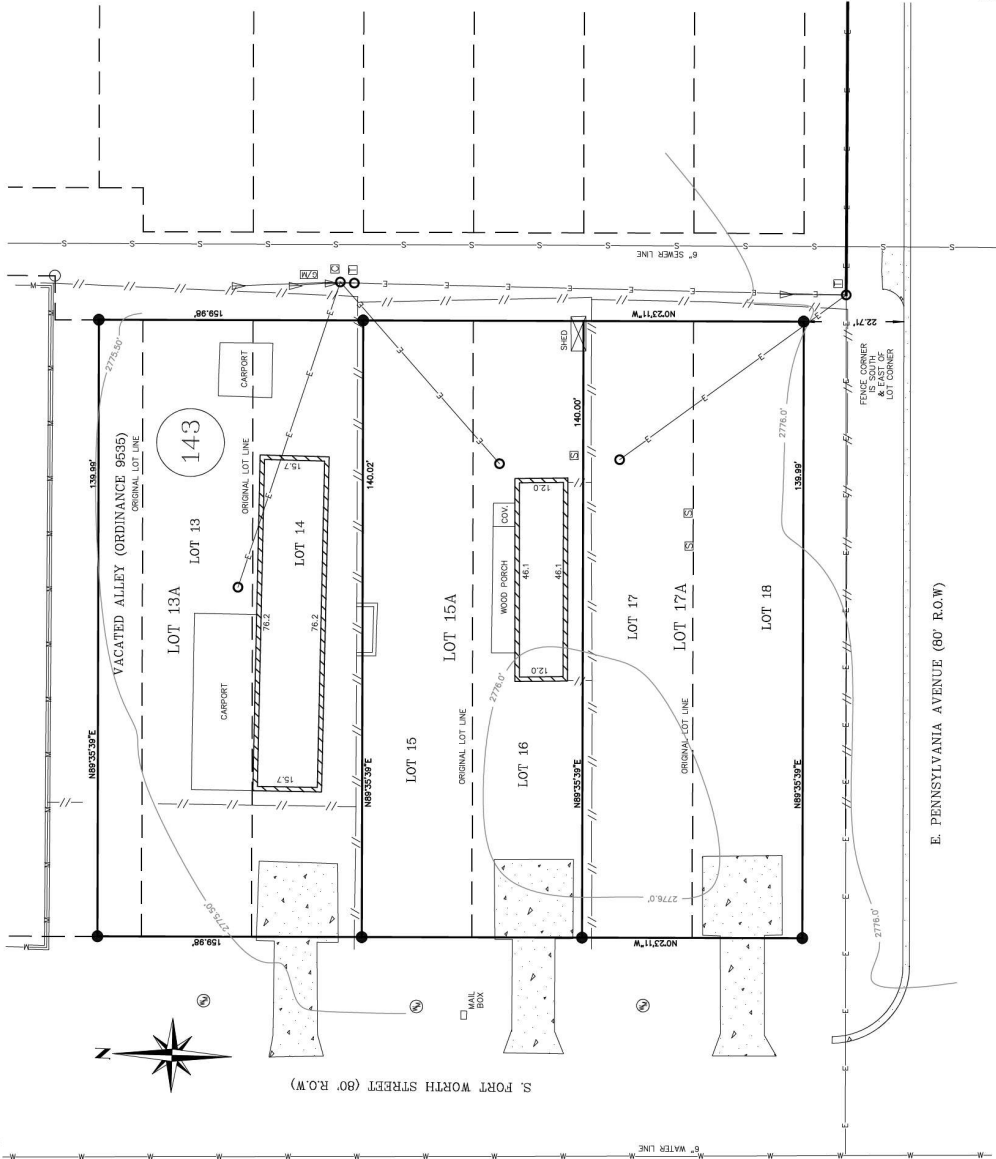 6" SEWER LINE
G/M
G
T
T
159.98'
N0°23'11"W
22.71'
FENCE CORNER
IS SOUTH
& EAST OF
LOT CORNER
2775.50'
CARPORT
SHED
143
VACATED ALLEY (ORDINANCE 9535)
ORIGINAL LOT LINE
139.99'
ORIGINAL LOT LINE
LOT 13
LOT 13A
LOT 14
15.7
76.2
76.2
15.7
CARPORT
140.02'
COV.
WOOD PORCH
12.0
46.1
46.1
12.0
140.00'
S
S
S
2776.0'
139.99'
LOT 15A
LOT 17
LOT 17A
LOT 18
2776.0'
N89°35'39"E
N89°35'39"E
LOT 15
ORIGINAL LOT LINE
LOT 16
N89°35'39"E
ORIGINAL LOT LINE
N89°35'39"E
2775.50'
2776.0'
2776.0'
159.98'
N0°23'11"W
E. PENNSYLVANIA AVENUE (80' R.O.W)
WM
WM
MAIL
BOX
WM
N
S. FORT WORTH STREET (80' R.O.W)
6" WATER LINE